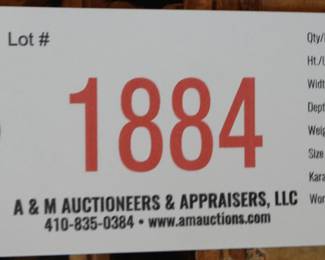 Lot #
1884
A & M AUCTIONEERS & APPRAISERS, LLC
410-835-0384 • www.amauctions.com
Qty/
Ht./
Widt
Dept
Weig
Size
Kara
Wor